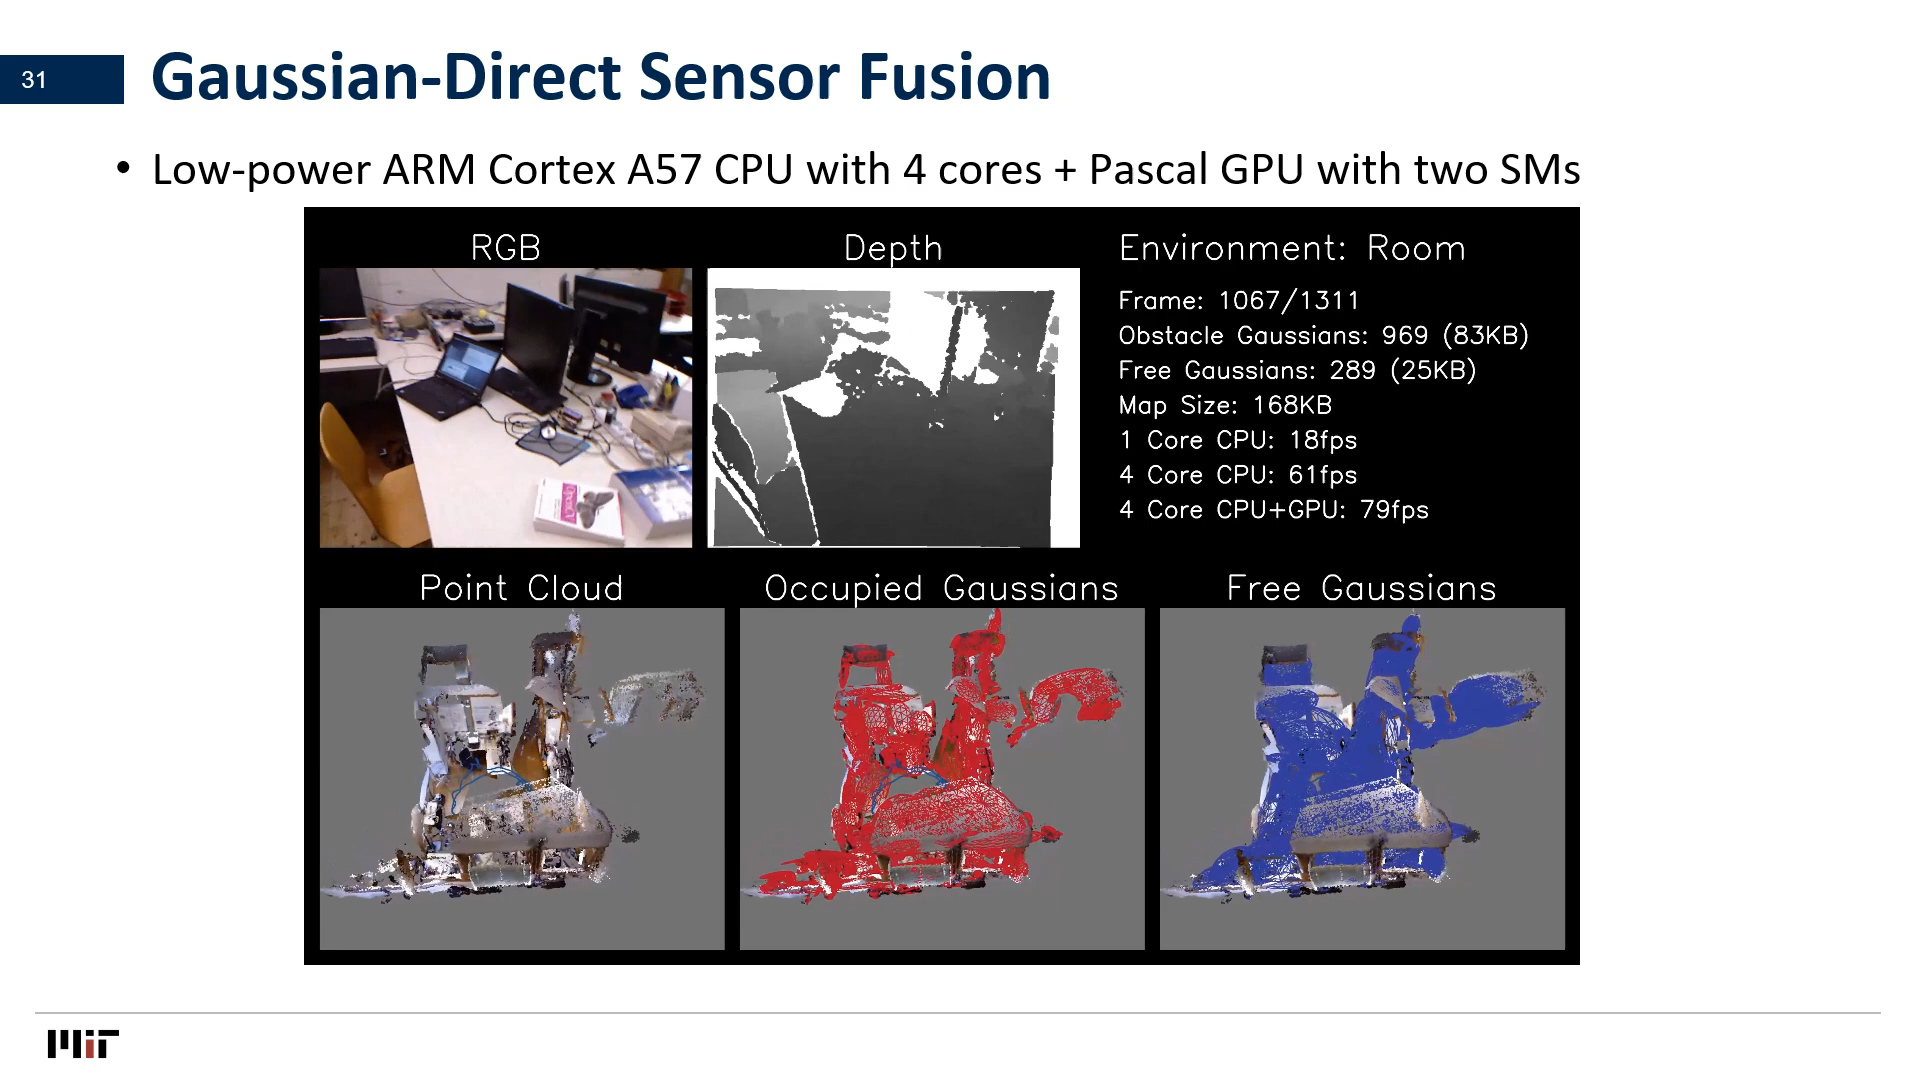 31
Gaussian-Direct Sensor Fusion
• Low-power ARM Cortex A57 CPU with 4 cores + Pascal GPU with two SMs
RGB
Depth
Environment: Room
Frame: 1067/1311
Obstacle Gaussians: 969 (83KB)
Free Gaussians: 289 (25KB)
Map Size: 168KB
1 Core CPU: 18fps
4 Core CPU: 61fps
4 Core CPU+GPU: 79fps
Point Cloud
Occupied Gaussians
Free Gaussians
MIT